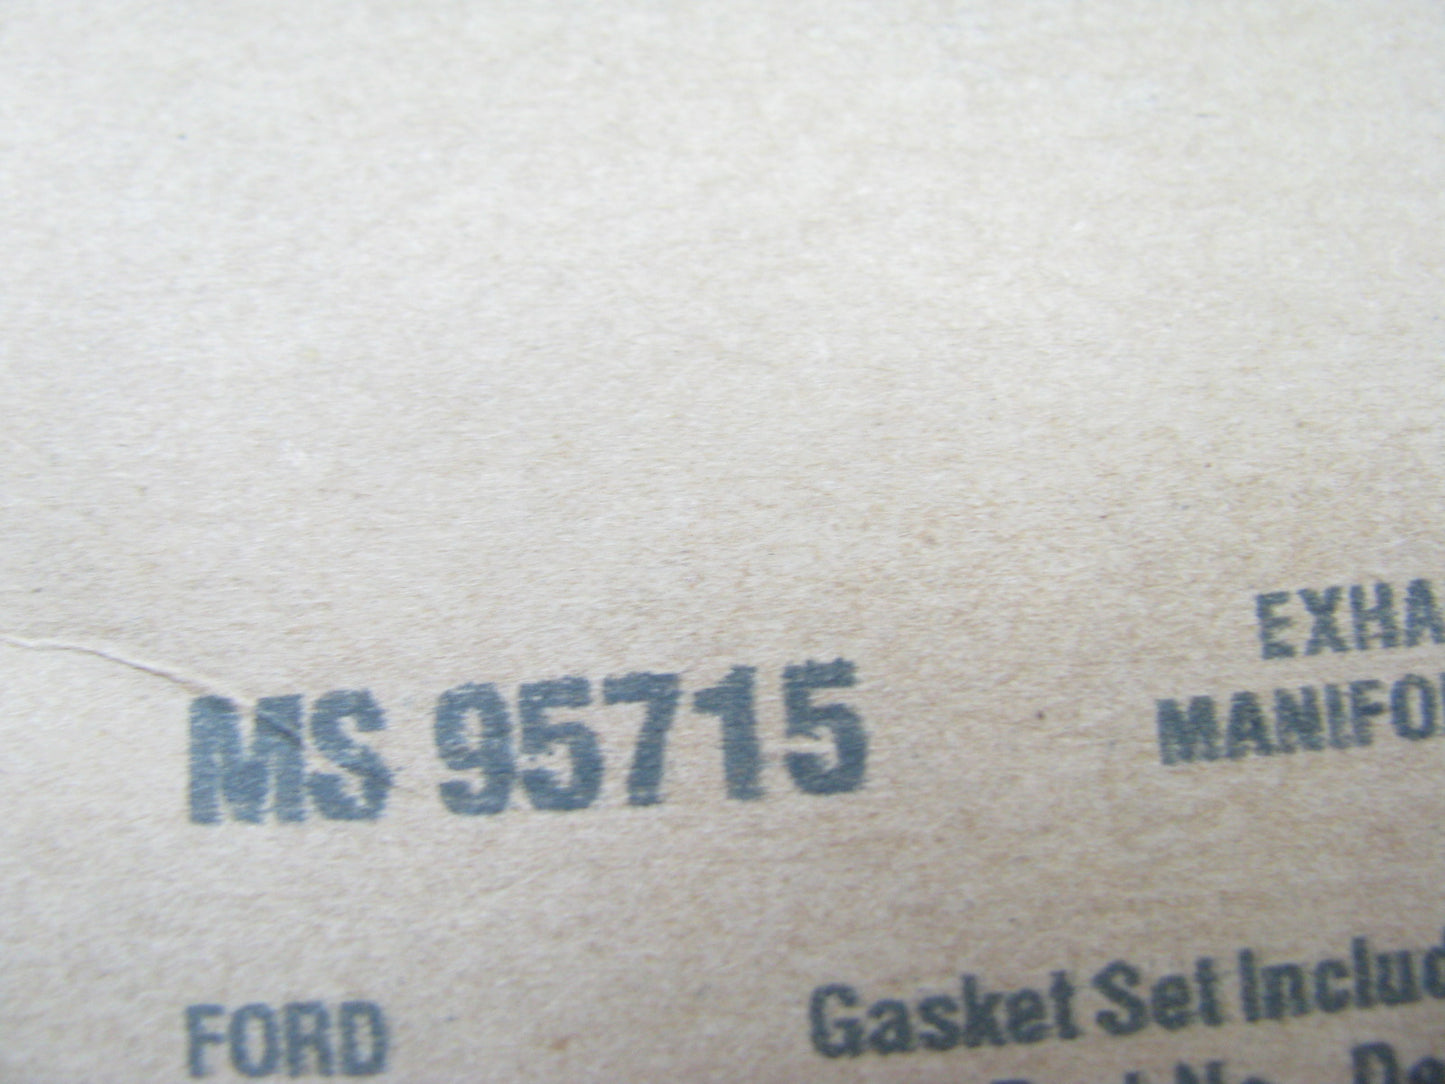 EXHA
MANIFO
MS 95715
FORD
Gasket Set Includ